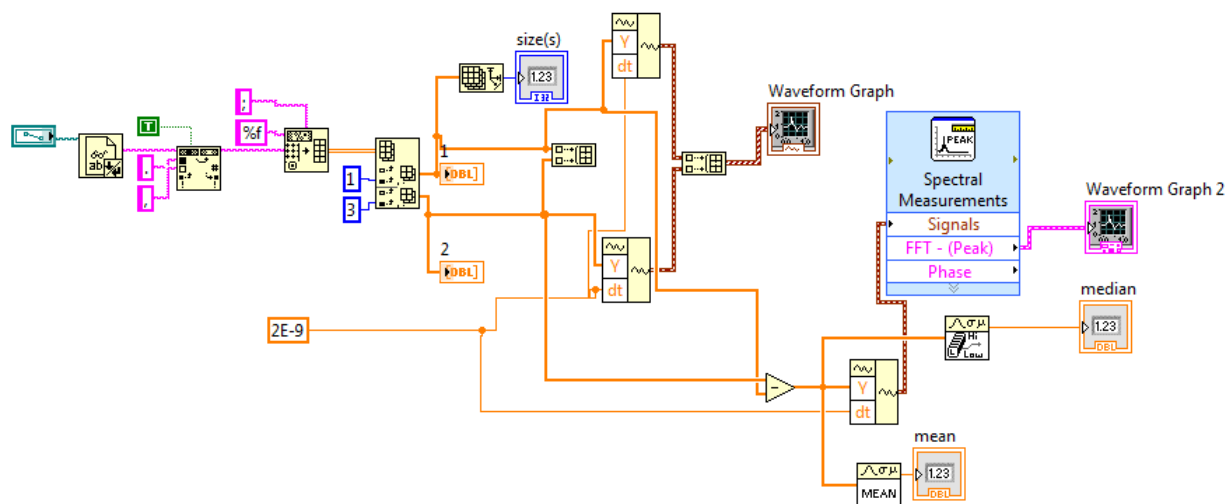 size(s)
1.23
I32
Y
dt
Waveform Graph
T
;
%f
ab
.
,
1
3
1
[DBL]
2
[DBL]
Y
dt
2E-9
PEAK
Spectral
Measurements
Signals
FFT - (Peak)
Phase
Waveform Graph 2
median
1.23
DBL
Hi
Low
Y
dt
mean
1.23
DBL
MEAN